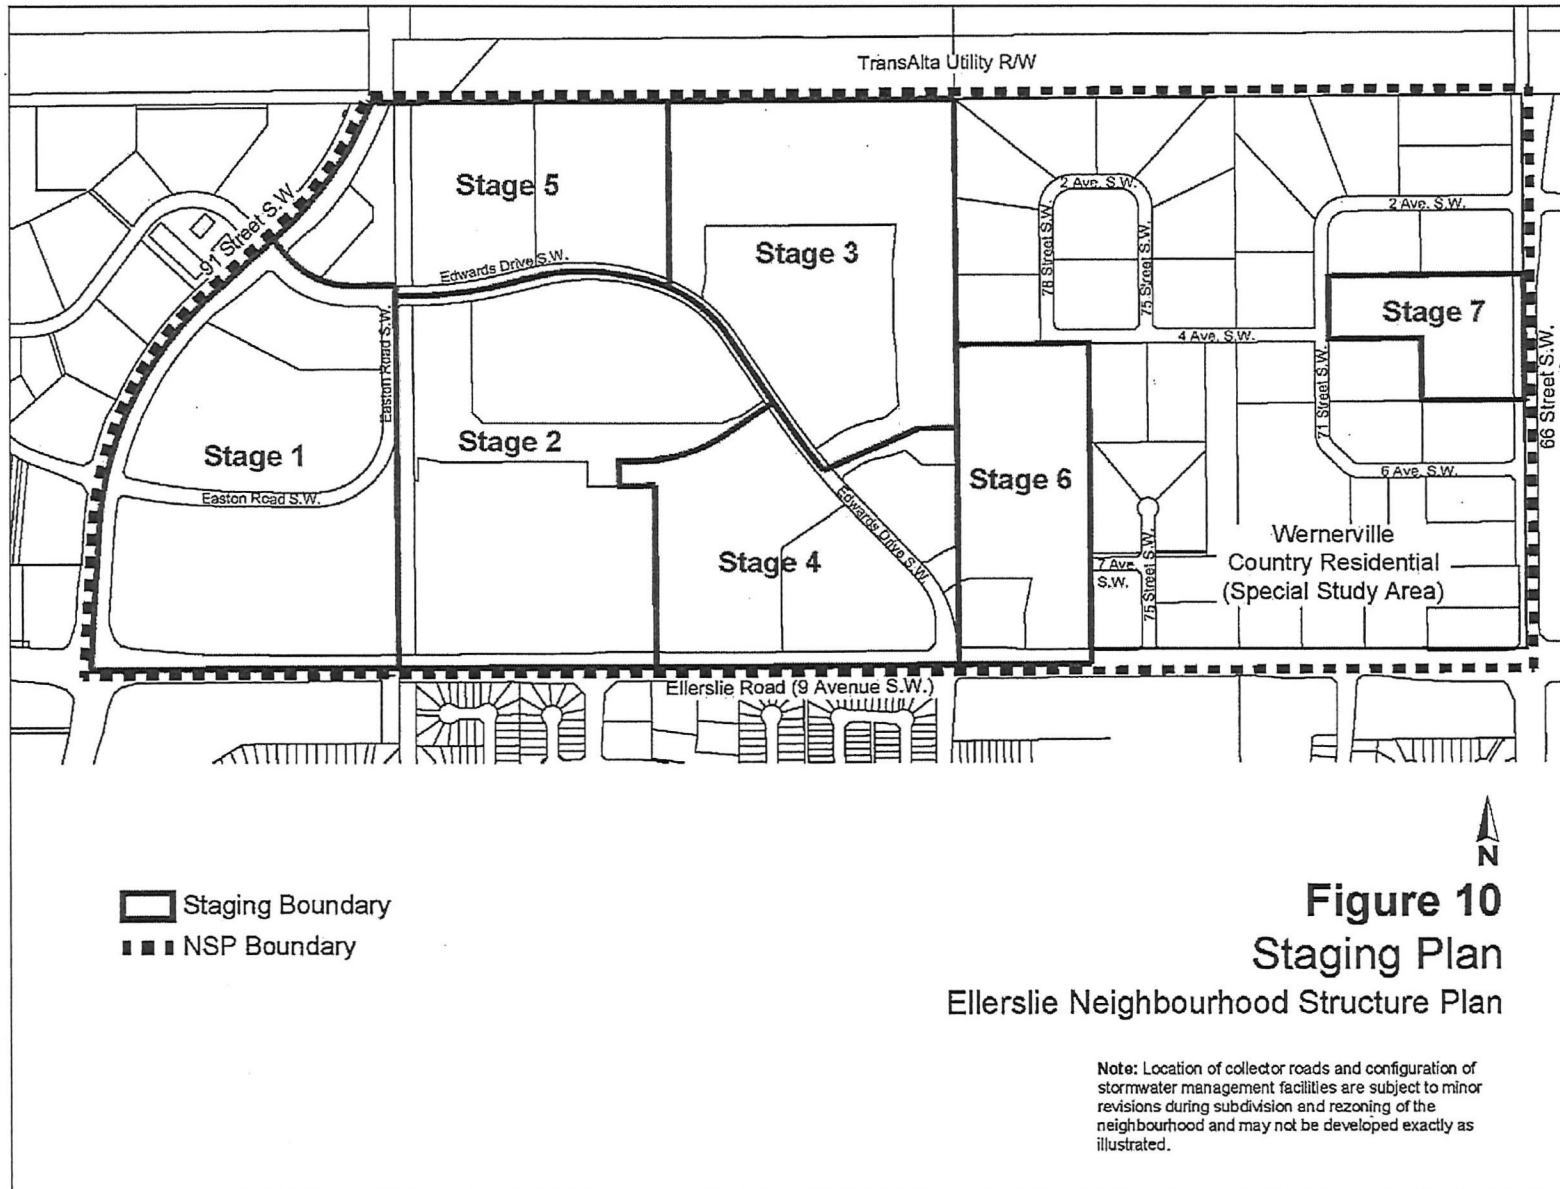 TransAlta Utility R/W
Stage 5
2 Ave. S.W.
2 Ave. S.W.
91 Street S.W.
Stage 3
78 Street S.W.
75 Street S.W.
Edwards Drive S.W.
Stage 7
4 Ave. S.W.
66 Street S.W.
Easton Road S.W.
71 Street S.W.
Stage 1
Stage 2
6 Ave. S.W.
Stage 6
Easton Road S.W.
Edwards Drive S.W.
Wernerville
Country Residential
(Special Study Area)
Stage 4
7 Ave
S.W.
75 Street S.W.
Ellerslie Road (9 Avenue S.W.)
N
Staging Boundary
NSP Boundary
Figure 10
Staging Plan
Ellerslie Neighbourhood Structure Plan
Note: Location of collector roads and configuration of
stormwater management facilities are subject to minor
revisions during subdivision and rezoning of the
neighbourhood and may not be developed exactly as
illustrated.